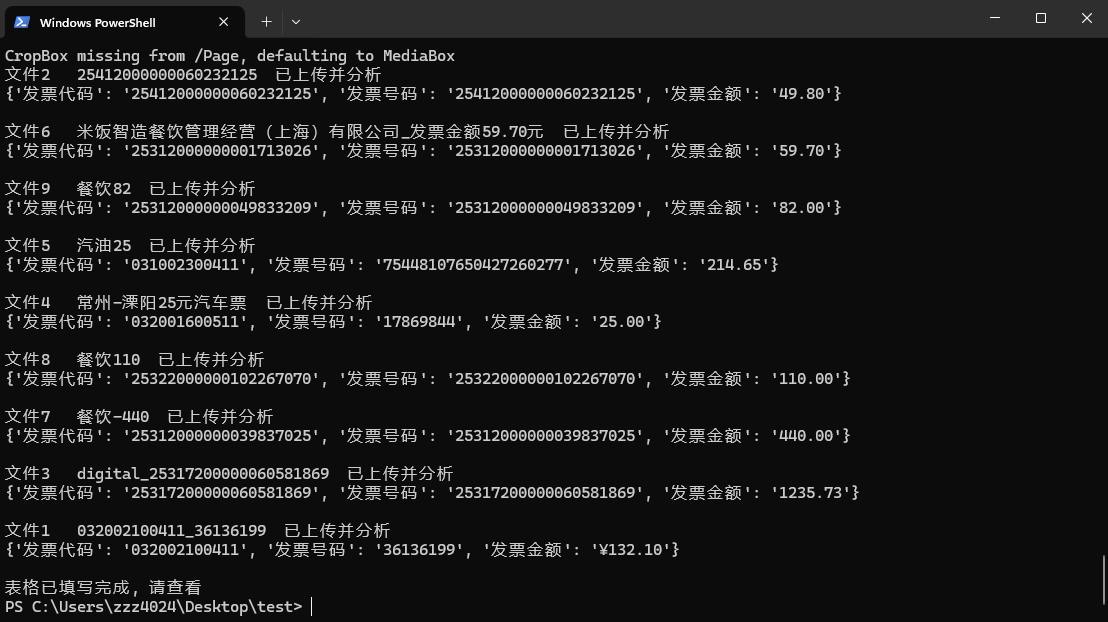 Windows PowerShell
CropBox missing from /Page, defaulting to MediaBox
文件2   25412000000060232125  已上传并分析
{'发票代码': '25412000000060232125', '发票号码': '25412000000060232125', '发票金额': '49.80'}
文件6   米饭智造餐饮管理经营（上海）有限公司_发票金额59.70元  已上传并分析
{'发票代码': '25312000000001713026', '发票号码': '25312000000001713026', '发票金额': '59.70'}
文件9   餐饮82  已上传并分析
{'发票代码': '25312000000049833209', '发票号码': '25312000000049833209', '发票金额': '82.00'}
文件5   汽油25  已上传并分析
{'发票代码': '031002300411', '发票号码': '75448107650427260277', '发票金额': '214.65'}
文件4   常州-溧阳25元汽车票  已上传并分析
{'发票代码': '032001600511', '发票号码': '17869844', '发票金额': '25.00'}
文件8   餐饮110  已上传并分析
{'发票代码': '25322000000102267070', '发票号码': '25322000000102267070', '发票金额': '110.00'}
文件7   餐饮-440  已上传并分析
{'发票代码': '25312000000039837025', '发票号码': '25312000000039837025', '发票金额': '440.00'}
文件3   digital_25317200000060581869  已上传并分析
{'发票代码': '25317200000060581869', '发票号码': '25317200000060581869', '发票金额': '1235.73'}
文件1   032002100411_36136199  已上传并分析
{'发票代码': '032002100411', '发票号码': '36136199', '发票金额': '¥132.10'}
表格已填写完成，请查看
PS C:\Users\zzz4024\Desktop\test>